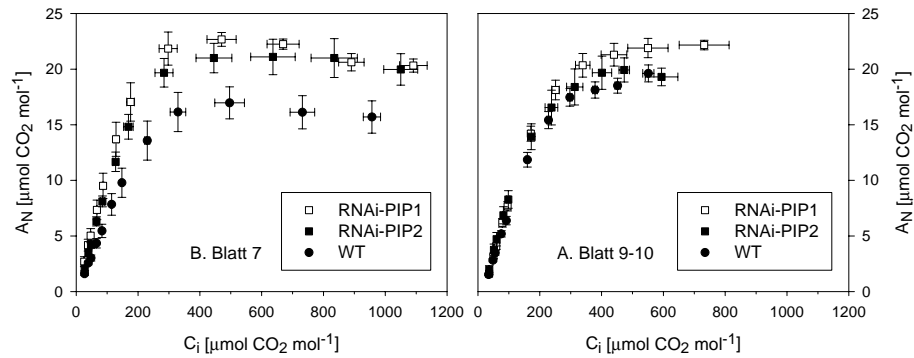 A_N [µmol CO₂ mol⁻¹]
25
20
15
10
5
0
B. Blatt 7
RNAi-PIP1
RNAi-PIP2
WT
0 200 400 600 800 1000
C_i [µmol CO₂ mol⁻¹]
A. Blatt 9-10
RNAi-PIP1
RNAi-PIP2
WT
0 200 400 600 800 1000 1200
C_i [µmol CO₂ mol⁻¹]
25
20
15
10
5
0
A_N [µmol CO₂ mol⁻¹]